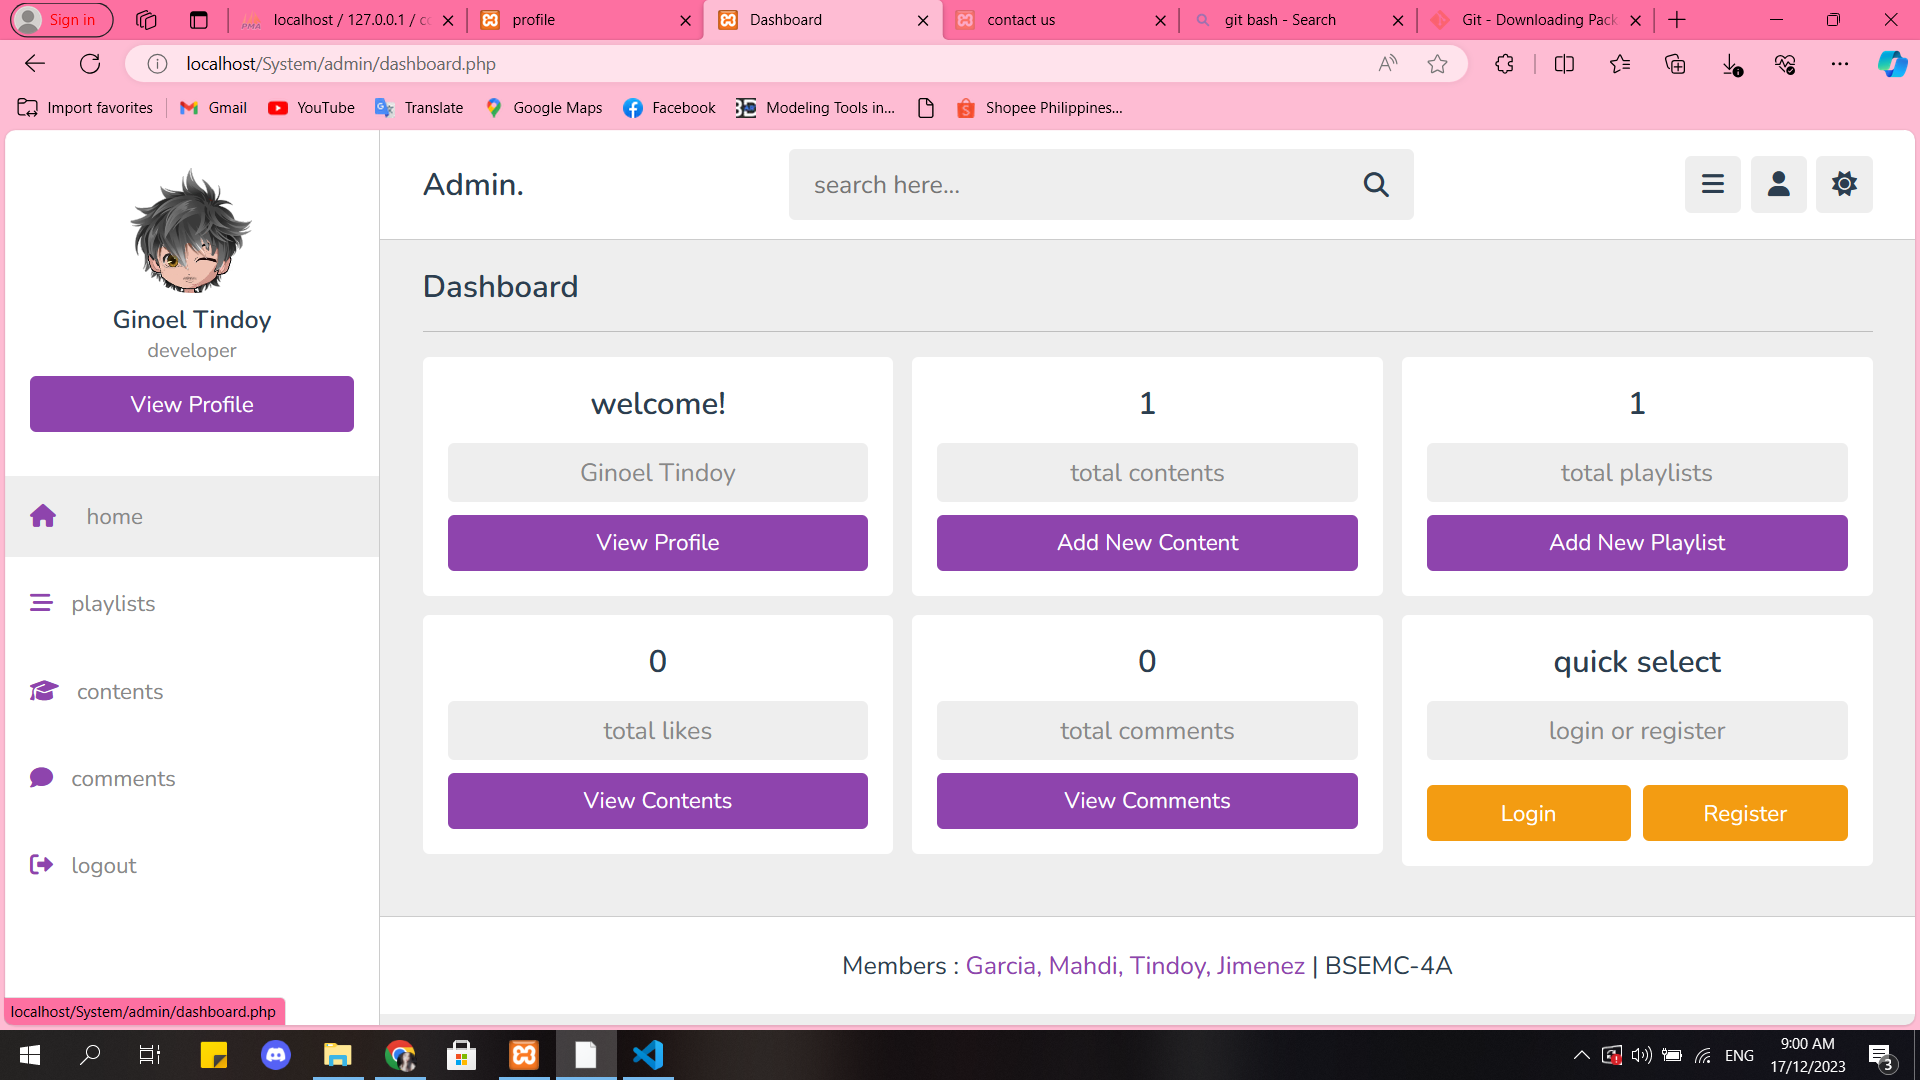 Sign in
localhost / 127.0.0.1 / co
profile
Dashboard
contact us
git bash - Search
Git - Downloading Pack
localhost/System/admin/dashboard.php
Import favorites
Gmail
YouTube
Translate
Google Maps
Facebook
Modeling Tools in...
Shopee Philippines...
Ginoel Tindoy
developer
View Profile
home
playlists
contents
comments
logout
Admin.
search here...
Dashboard
welcome!
Ginoel Tindoy
View Profile
1
total contents
Add New Content
1
total playlists
Add New Playlist
0
total likes
View Contents
0
total comments
View Comments
quick select
login or register
Login
Register
Members : Garcia, Mahdi, Tindoy, Jimenez | BSEMC-4A
localhost/System/admin/dashboard.php
ENG
9:00 AM
17/12/2023
3